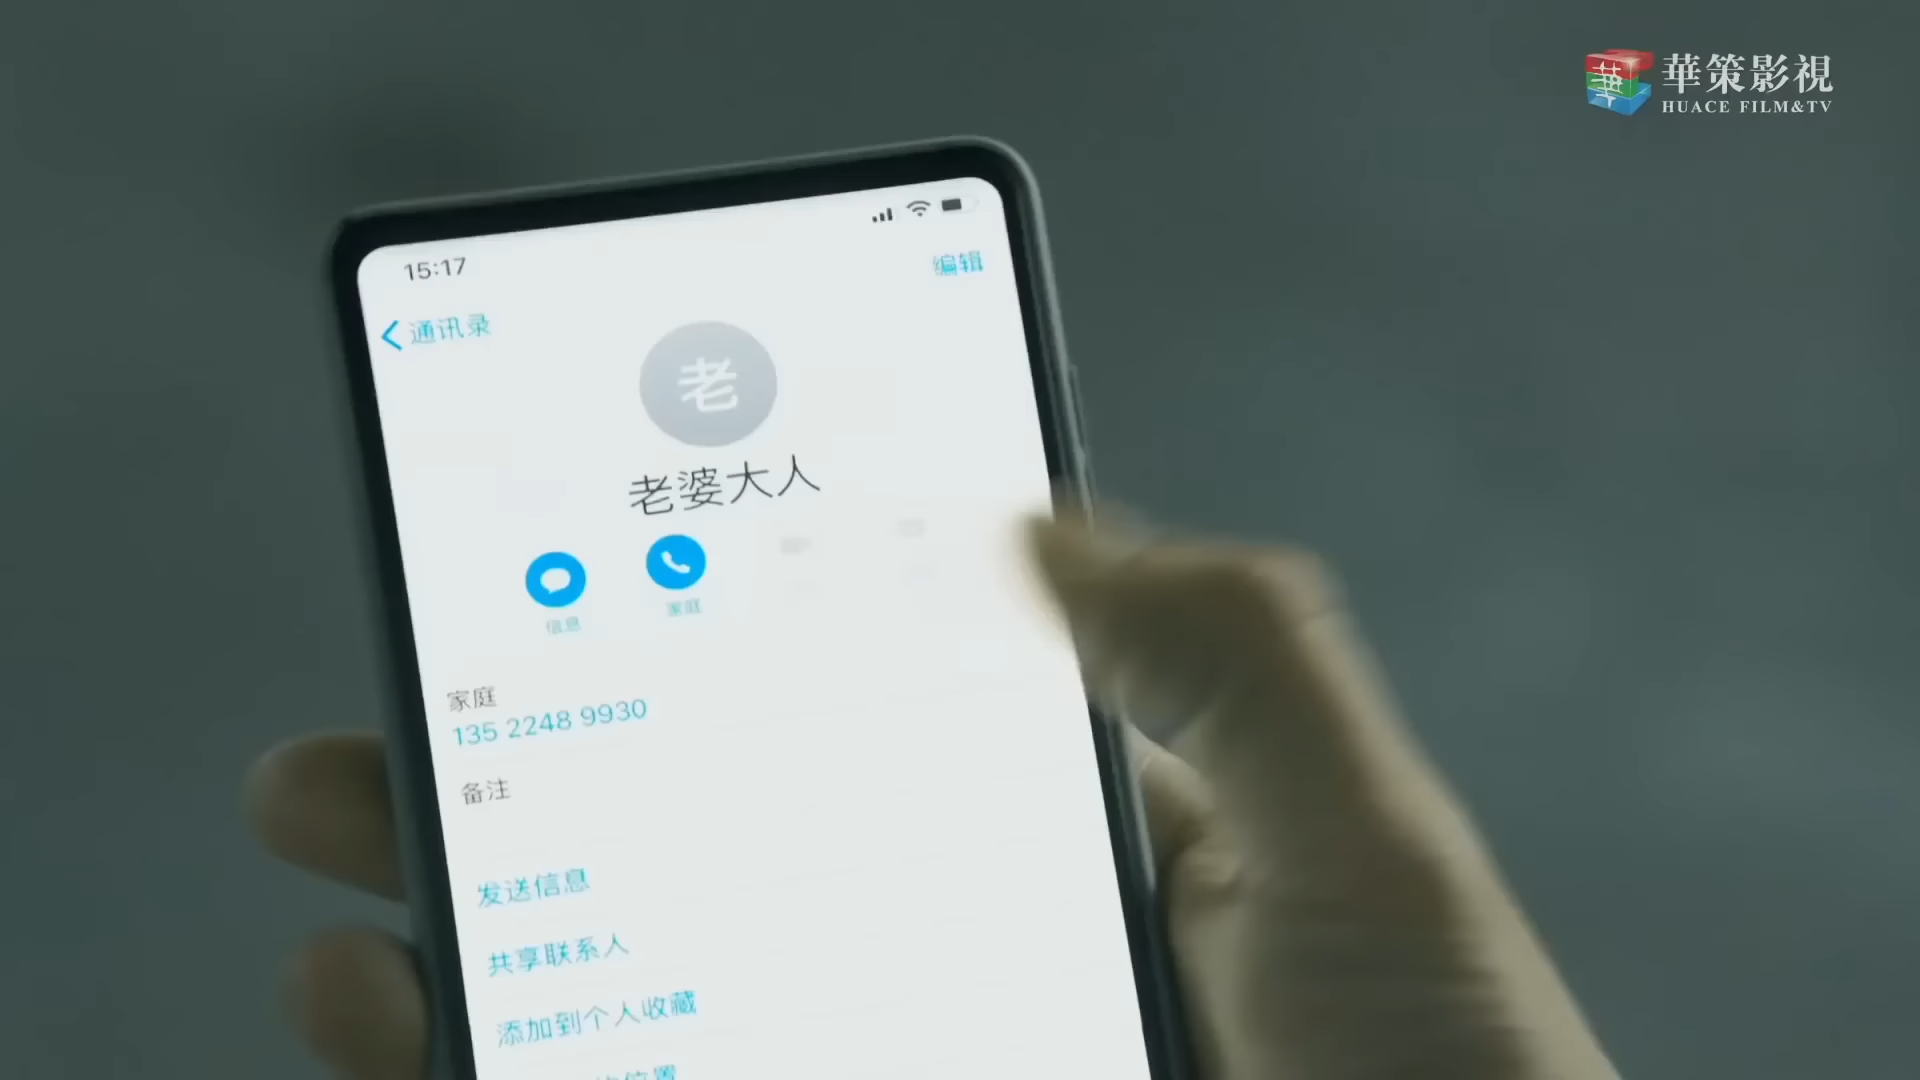 華策影視
HUACE FILM&TV
15:17
编辑
通讯录
老
老婆大人
信息
家庭
家庭
135 2248 9930
备注
发送信息
共享联系人
添加到个人收藏
位置